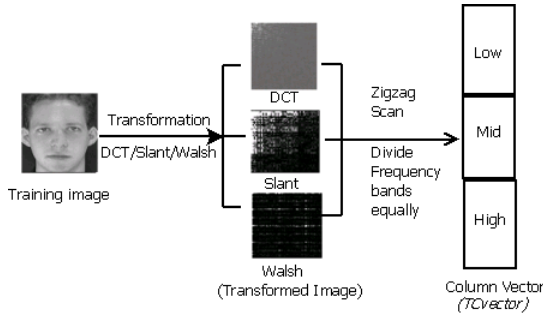 Training image
Transformation
DCT/Slant/Walsh
DCT
Slant
Walsh
(Transformed Image)
Zigzag
Scan
Divide
Frequency
bands
equally
Low
Mid
High
Column Vector
(TCvector)